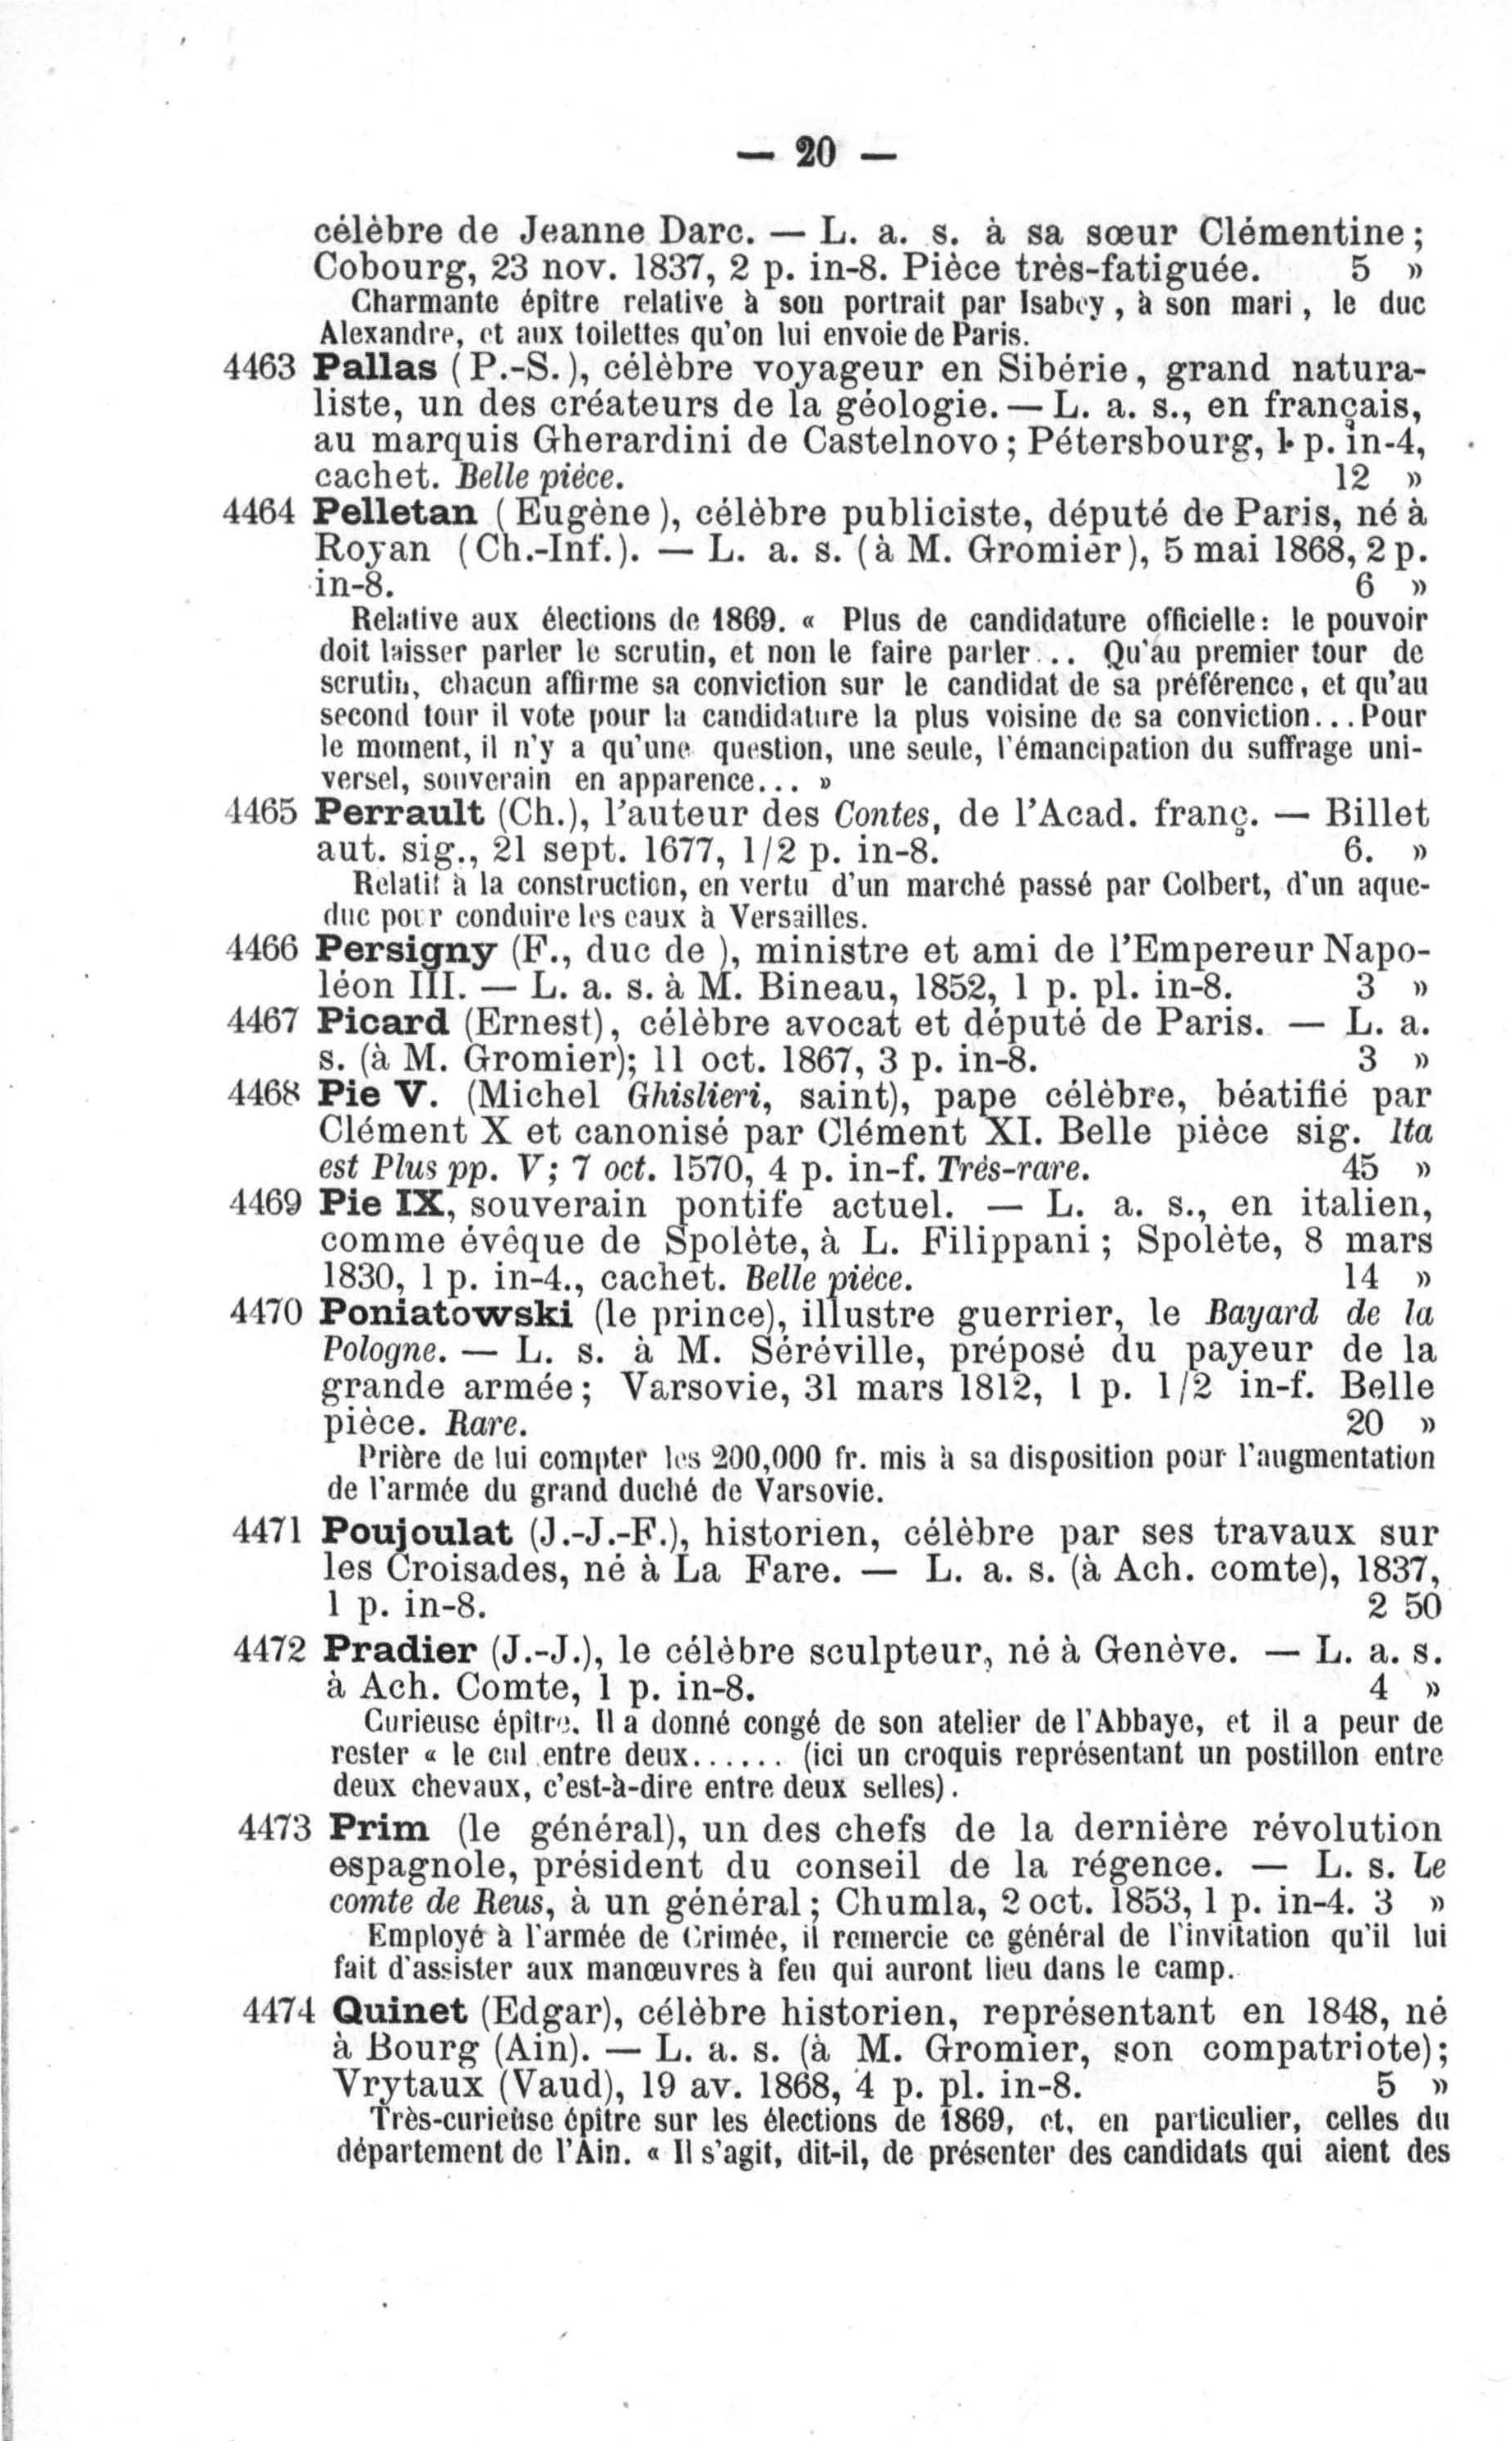 — 20 —
célèbre de Jeanne Darc. — L. a. s. à sa sœur Clémentine ;
Cobourg, 23 nov. 1837, 2 p. in-8. Pièce très-fatiguée. 5 »
Charmante épître relative à son portrait par Isabey, à son mari, le duc
Alexandre, et aux toilettes qu'on lui envoie de Paris.
4463 Pallas (P.-S.), célèbre voyageur en Sibérie, grand natura-
liste, un des créateurs de la géologie. — L. a. s., en français,
au marquis Gherardini de Castelnovo ; Pétersbourg, 1 p. in-4,
cachet. Belle pièce. 12 »
4464 Pelletan (Eugène), célèbre publiciste, député de Paris, né à
Royan (Ch.-Inf.). — L. a. s. (à M. Gromier), 5 mai 1868, 2 p.
in-8. 6 »
Relative aux élections de 1869. « Plus de candidature officielle : le pouvoir
doit laisser parler le scrutin, et non le faire parler... Qu'au premier tour de
scrutin, chacun affirme sa conviction sur le candidat de sa préférence, et qu'au
second tour il vote pour la candidature la plus voisine de sa conviction... Pour
le moment, il n'y a qu'une question, une seule, l'émancipation du suffrage uni-
versel, souverain en apparence... »
4465 Perrault (Ch.), l'auteur des Contes, de l'Acad. franç. — Billet
aut. sig., 21 sept. 1677, 1/2 p. in-8. 6. »
Relatif à la construction, en vertu d'un marché passé par Colbert, d'un aque-
duc pour conduire les eaux à Versailles.
4466 Persigny (F., duc de ), ministre et ami de l'Empereur Napo-
léon III. — L. a. s. à M. Bineau, 1852, 1 p. pl. in-8. 3 »
4467 Picard (Ernest), célèbre avocat et député de Paris. — L. a.
s. (à M. Gromier); 11 oct. 1867, 3 p. in-8. 3 »
4468 Pie V. (Michel Ghislieri, saint), pape célèbre, béatifié par
Clément X et canonisé par Clément XI. Belle pièce sig. Ita
est Plus pp. V; 7 oct. 1570, 4 p. in-f. Très-rare. 45 »
4469 Pie IX, souverain pontife actuel. — L. a. s., en italien,
comme évêque de Spolète, à L. Filippani ; Spolète, 8 mars
1830, 1 p. in-4., cachet. Belle pièce. 14 »
4470 Poniatowski (le prince), illustre guerrier, le Bayard de la
Pologne. — L. s. à M. Séréville, préposé du payeur de la
grande armée ; Varsovie, 31 mars 1812, 1 p. 1/2 in-f. Belle
pièce. Rare. 20 »
Prière de lui compter les 200,000 fr. mis à sa disposition pour l'augmentation
de l'armée du grand duché de Varsovie.
4471 Poujoulat (J.-J.-F.), historien, célèbre par ses travaux sur
les Croisades, né à La Fare. — L. a. s. (à Ach. comte), 1837,
1 p. in-8. 2 50
4472 Pradier (J.-J.), le célèbre sculpteur, né à Genève. — L. a. s.
à Ach. Comte, 1 p. in-8. 4 »
Curieuse épître. Il a donné congé de son atelier de l'Abbaye, et il a peur de
rester « le cul entre deux...... (ici un croquis représentant un postillon entre
deux chevaux, c'est-à-dire entre deux selles).
4473 Prim (le général), un des chefs de la dernière révolution
espagnole, président du conseil de la régence. — L. s. Le
comte de Reus, à un général ; Chumla, 2 oct. 1853, 1 p. in-4. 3 »
Employé à l'armée de Crimée, il remercie ce général de l'invitation qu'il lui
fait d'assister aux manœuvres à feu qui auront lieu dans le camp.
4474 Quinet (Edgar), célèbre historien, représentant en 1848, né
à Bourg (Ain). — L. a. s. (à M. Gromier, son compatriote);
Vrytaux (Vaud), 19 av. 1868, 4 p. pl. in-8. 5 »
Très-curieuse épître sur les élections de 1869, et, en particulier, celles du
département de l'Ain. « Il s'agit, dit-il, de présenter des candidats qui aient des